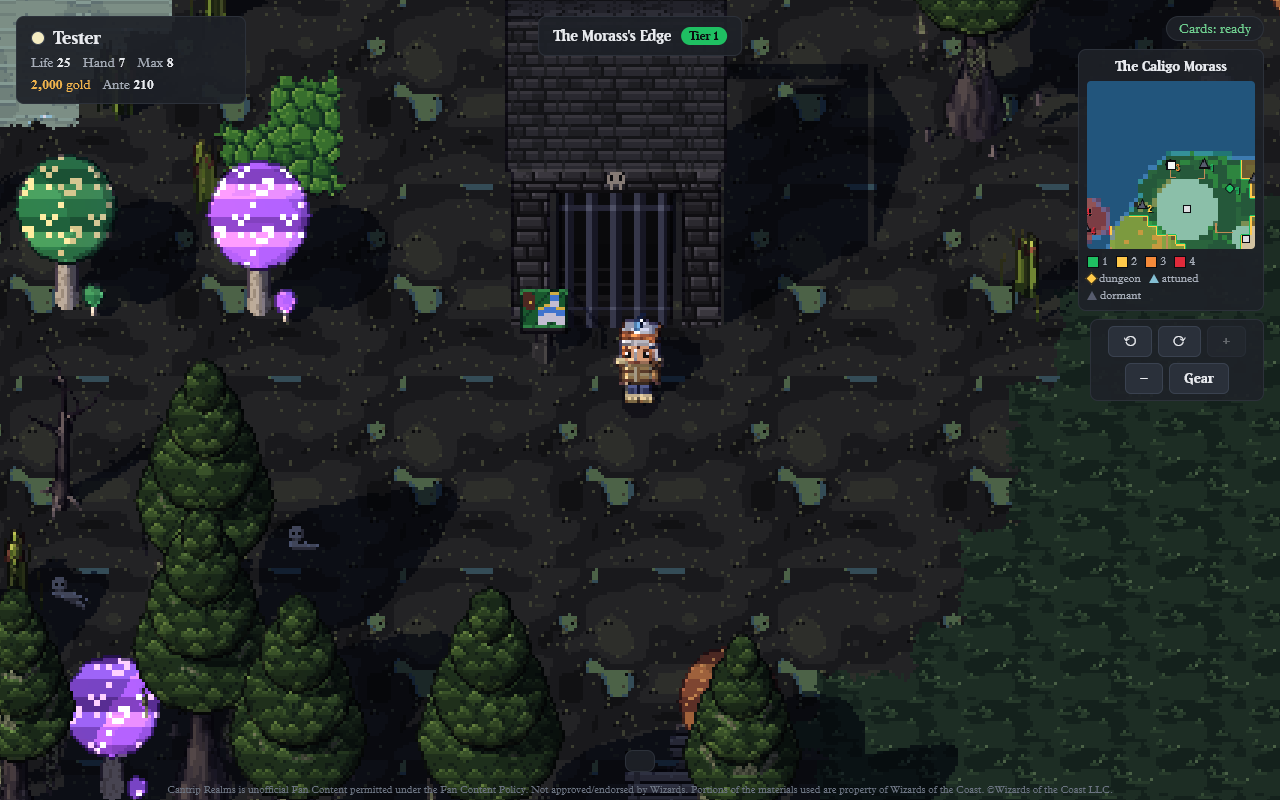 Tester
Life 25 Hand 7 Max 8
2,000 gold Ante 210
The Morass's Edge Tier 1
Cards: ready
The Caligo Morass
1 2 3 4
dungeon attuned
dormant
Gear
Cantrip Realms is unofficial Fan Content permitted under the Fan Content Policy. Not approved/endorsed by Wizards. Portions of the materials used are property of Wizards of the Coast. ©Wizards of the Coast LLC.